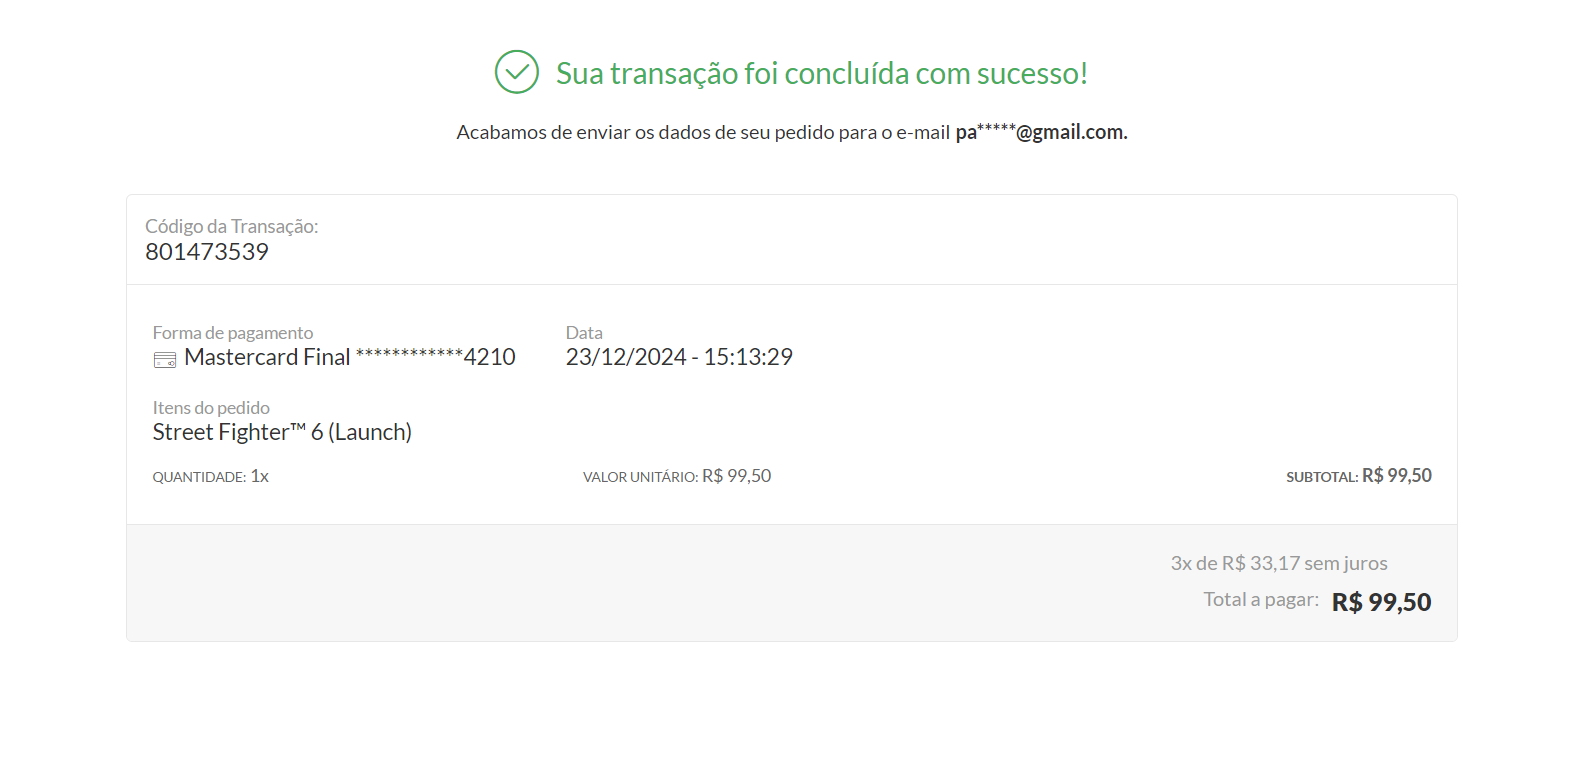 Sua transação foi concluída com sucesso!
Acabamos de enviar os dados de seu pedido para o e-mail pa*****@gmail.com.
Código da Transação:
801473539
Forma de pagamento
Mastercard Final ************4210
Data
23/12/2024 - 15:13:29
Itens do pedido
Street Fighter™ 6 (Launch)
QUANTIDADE: 1x
VALOR UNITÁRIO: R$ 99,50
SUBTOTAL: R$ 99,50
3x de R$ 33,17 sem juros
Total a pagar: R$ 99,50